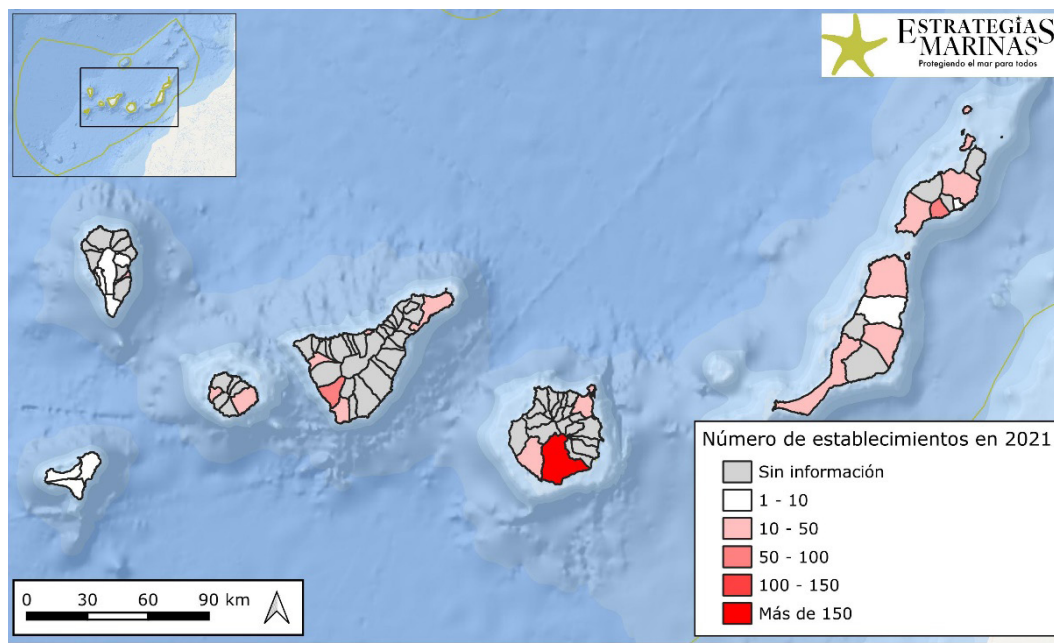 ESTRATEGIAS
MARINAS
Protegiendo el mar para todos
Número de establecimientos en 2021
Sin información
1 - 10
10 - 50
50 - 100
100 - 150
Más de 150
0 30 60 90 km